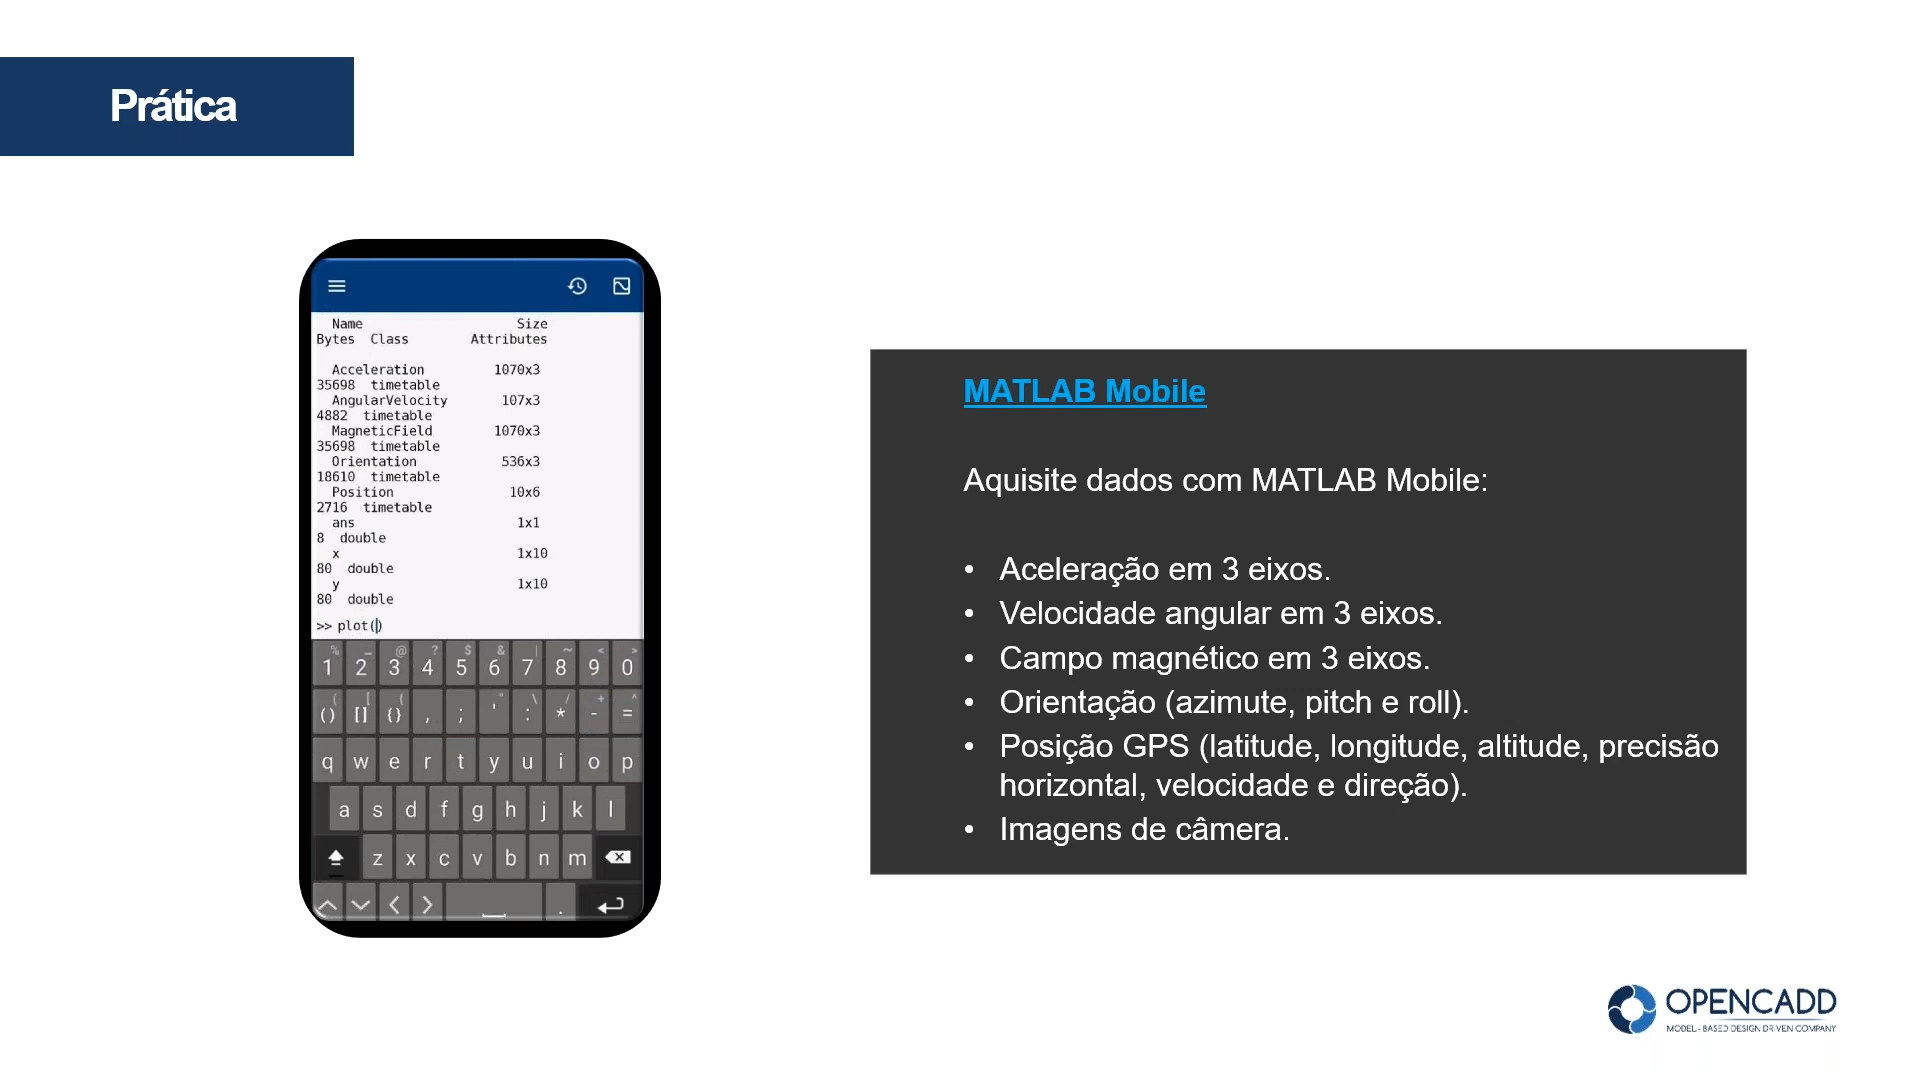 Prática
Name Size
Bytes Class Attributes
Acceleration 1070x3
35698 timetable
AngularVelocity 107x3
4882 timetable
MagneticField 1070x3
35698 timetable
Orientation 536x3
18610 timetable
Position 10x6
2716 timetable
ans 1x1
8 double
x 1x10
80 double
y 1x10
80 double
>> plot()
% _ @ ? $ & | ~ < >
1 2 3 4 5 6 7 8 9 0
( [ { " \ / + ^
() [] {} , ; ' : * - =
q w e r t y u i o p
a s d f g h j k l
z x c v b n m
.
MATLAB Mobile
Aquisite dados com MATLAB Mobile:
• Aceleração em 3 eixos.
• Velocidade angular em 3 eixos.
• Campo magnético em 3 eixos.
• Orientação (azimute, pitch e roll).
• Posição GPS (latitude, longitude, altitude, precisão
horizontal, velocidade e direção).
• Imagens de câmera.
OPENCADD
MODEL-BASED DESIGN DRIVEN COMPANY